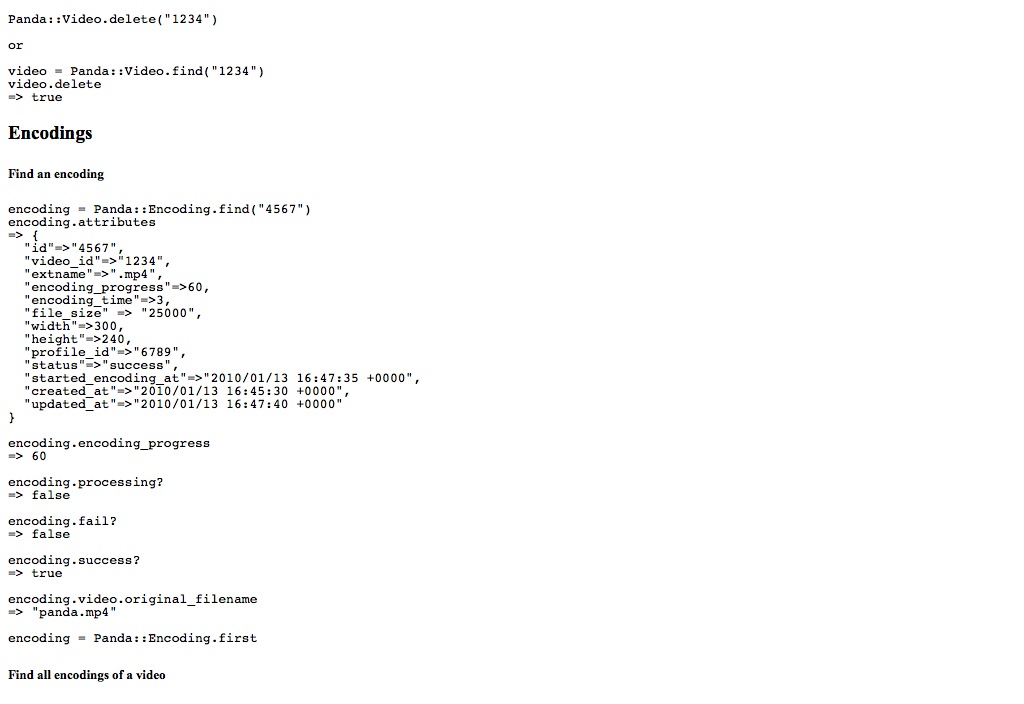 Panda::Video.delete("1234")
or
video = Panda::Video.find("1234")
video.delete
=> true
Encodings
Find an encoding
encoding = Panda::Encoding.find("4567")
encoding.attributes
=> {
"id"=>"4567",
"video_id"=>"1234",
"extname"=>".mp4",
"encoding_progress"=>60,
"encoding_time"=>3,
"file_size" => "25000",
"width"=>300,
"height"=>240,
"profile_id"=>"6789",
"status"=>"success",
"started_encoding_at"=>"2010/01/13 16:47:35 +0000",
"created_at"=>"2010/01/13 16:45:30 +0000",
"updated_at"=>"2010/01/13 16:47:40 +0000"
}
encoding.encoding_progress
=> 60
encoding.processing?
=> false
encoding.fail?
=> false
encoding.success?
=> true
encoding.video.original_filename
=> "panda.mp4"
encoding = Panda::Encoding.first
Find all encodings of a video